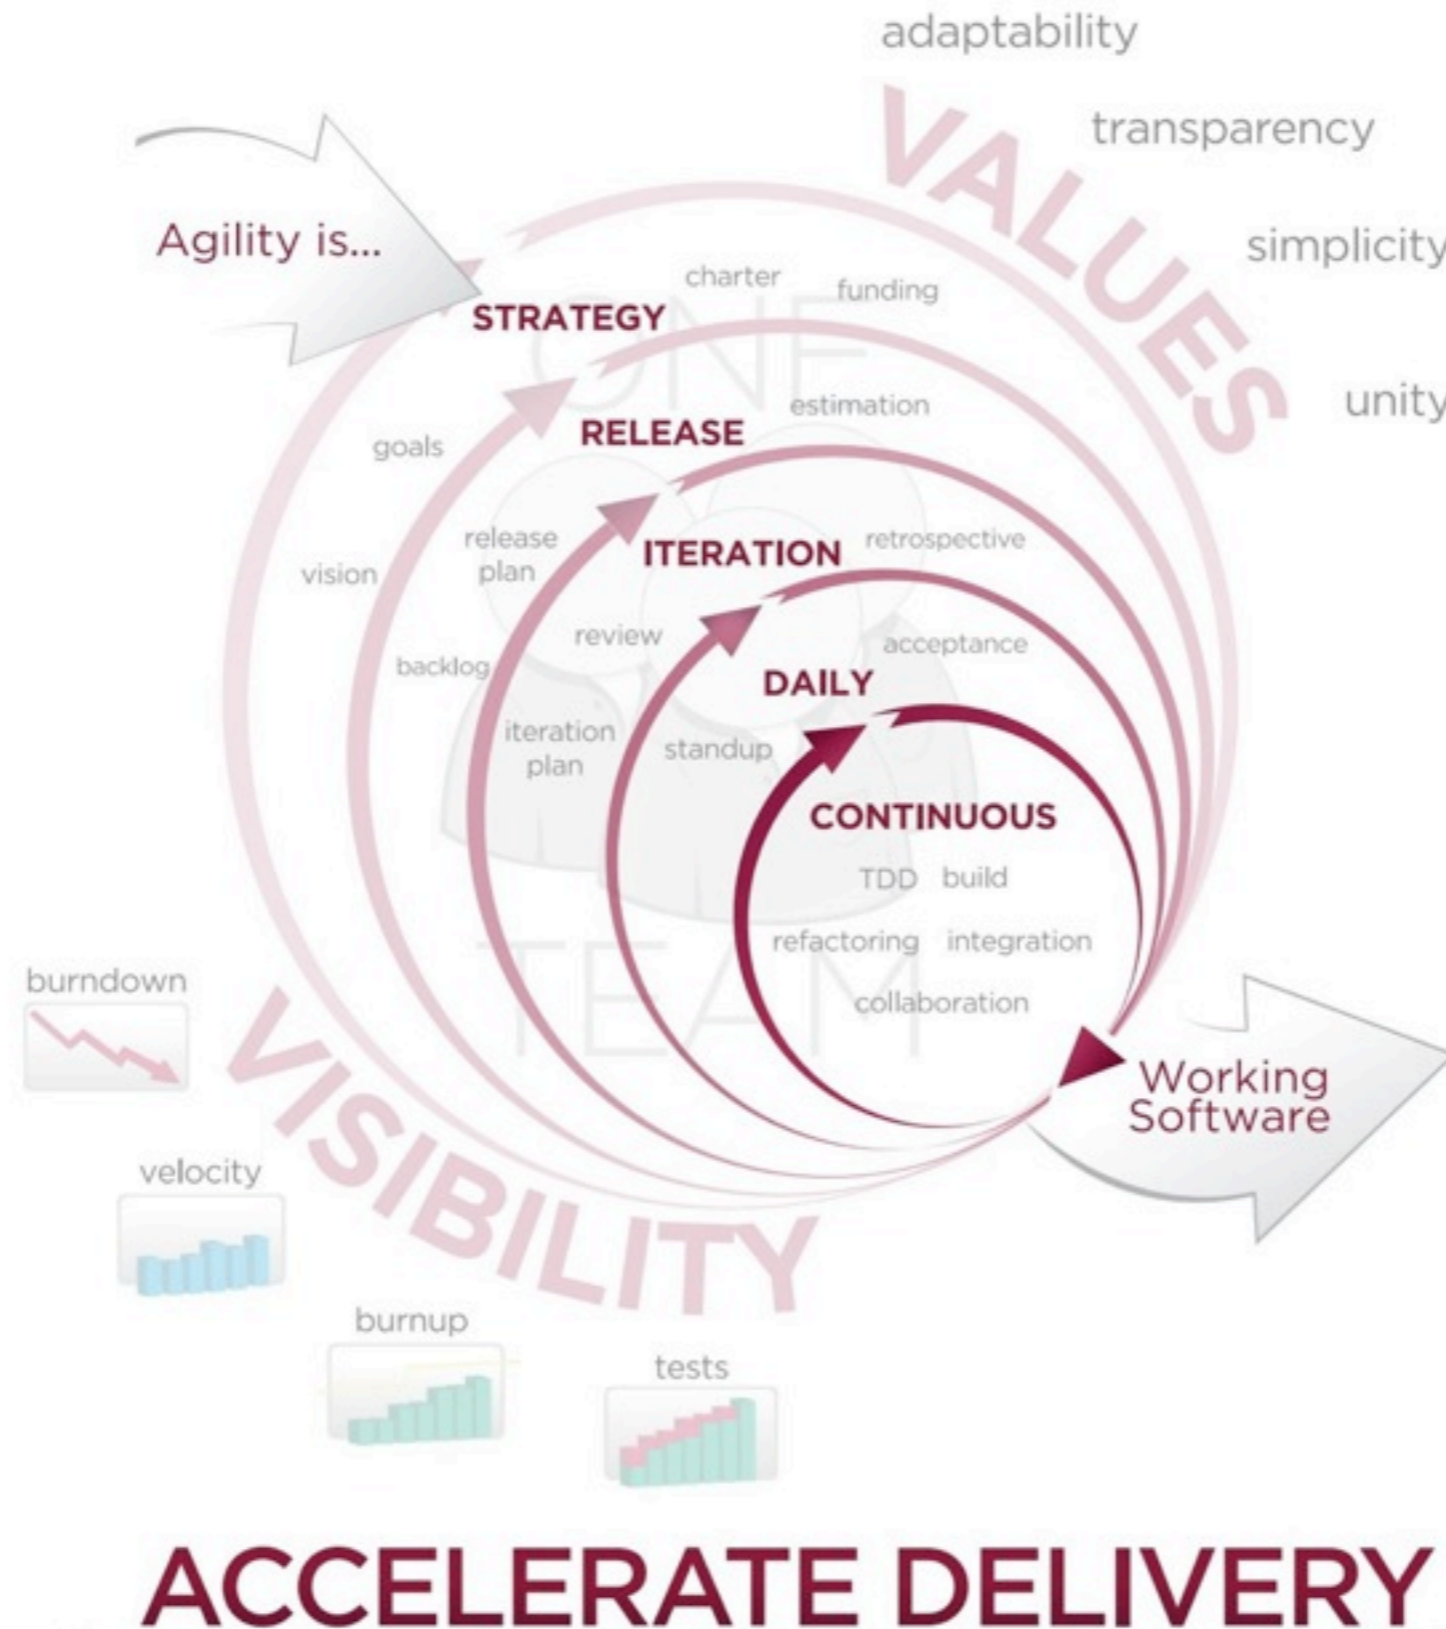 adaptability
transparency
VALUES
simplicity
unity
Agility is...
STRATEGY
charter
funding
goals
vision
ONE
RELEASE
estimation
release
plan
backlog
ITERATION
retrospective
review
iteration
plan
DAILY
acceptance
standup
CONTINUOUS
TDD build
refactoring integration
collaboration
TEAM
Working
Software
VISIBILITY
burndown
velocity
burnup
tests
ACCELERATE DELIVERY